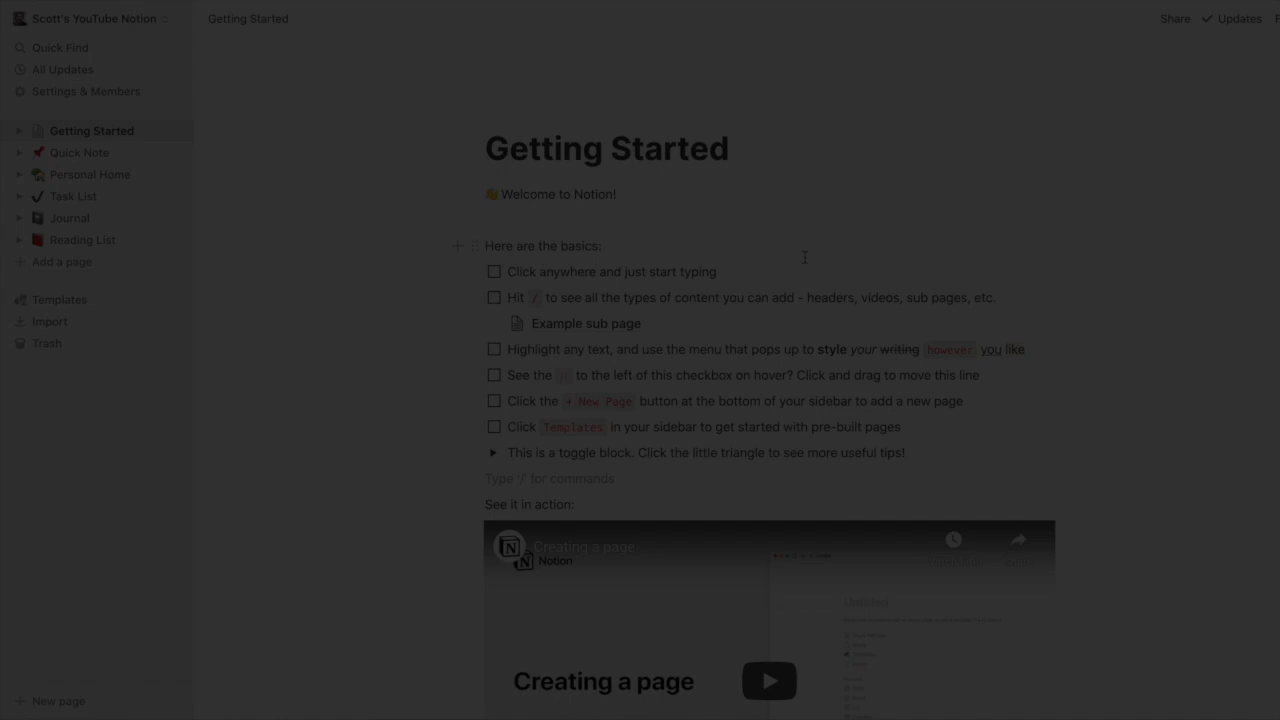 Scott's YouTube Notion
Getting Started
Share
Updates
Quick Find
All Updates
Settings & Members
Getting Started
Quick Note
Personal Home
Task List
Journal
Reading List
Add a page
Templates
Import
Trash
New page
Getting Started
Welcome to Notion!
Here are the basics:
Click anywhere and just start typing
Hit / to see all the types of content you can add - headers, videos, sub pages, etc.
Example sub page
Highlight any text, and use the menu that pops up to style your writing however you like
See the to the left of this checkbox on hover? Click and drag to move this line
Click the + New Page button at the bottom of your sidebar to add a new page
Click Templates in your sidebar to get started with pre-built pages
This is a toggle block. Click the little triangle to see more useful tips!
Type '/' for commands
See it in action:
Creating a page
Notion
Untitled
Creating a page